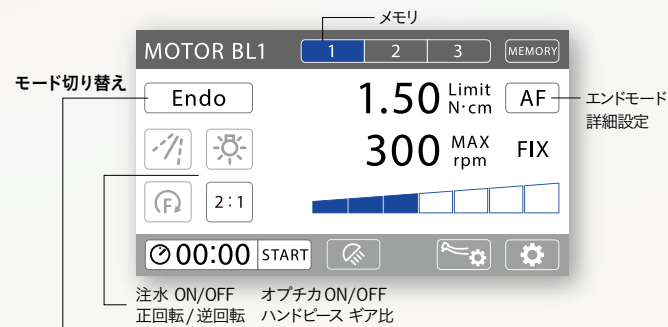 メモリ
MOTOR BL1 1 2 3 MEMORY
モード切り替え
Endo 1.50 Limit N·cm AF
エンドモード
詳細設定
300 MAX rpm FIX
F 2:1
00:00 START
注水 ON/OFF オプチカ ON/OFF
正回転/逆回転 ハンドピース ギア比